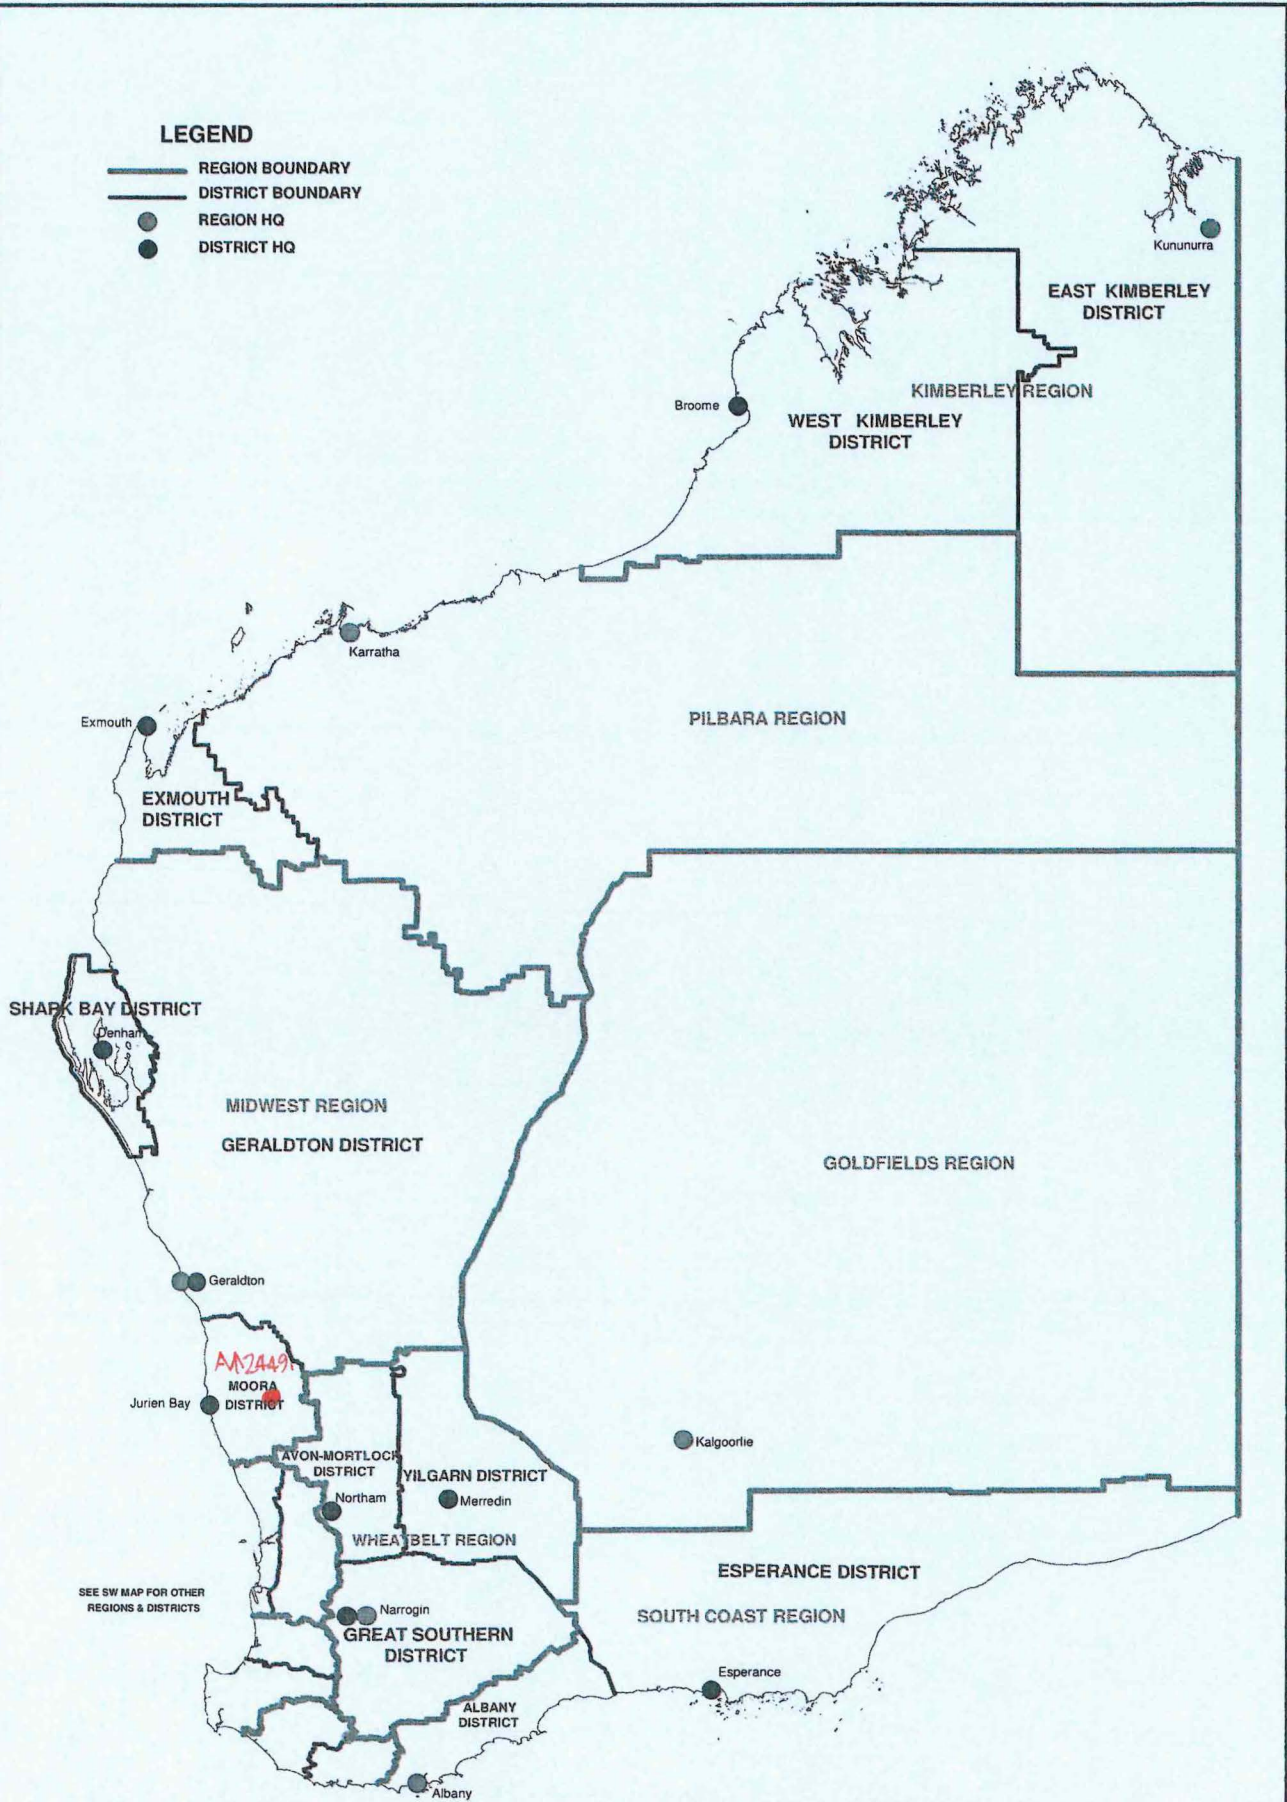 LEGEND
REGION BOUNDARY
DISTRICT BOUNDARY
REGION HQ
DISTRICT HQ
Kununurra
EAST KIMBERLEY
DISTRICT
KIMBERLEY REGION
Broome
WEST KIMBERLEY
DISTRICT
Karratha
Exmouth
PILBARA REGION
EXMOUTH
DISTRICT
SHARK BAY DISTRICT
Denham
MIDWEST REGION
GERALDTON DISTRICT
GOLDFIELDS REGION
Geraldton
MOORA
DISTRICT
Jurien Bay
Kalgoorlie
AVON-MORTLOCK
DISTRICT
YILGARN DISTRICT
Northam
Merredin
WHEATBELT REGION
ESPERANCE DISTRICT
SEE SW MAP FOR OTHER
REGIONS & DISTRICTS
SOUTH COAST REGION
Narrogin
GREAT SOUTHERN
DISTRICT
Esperance
ALBANY
DISTRICT
Albany